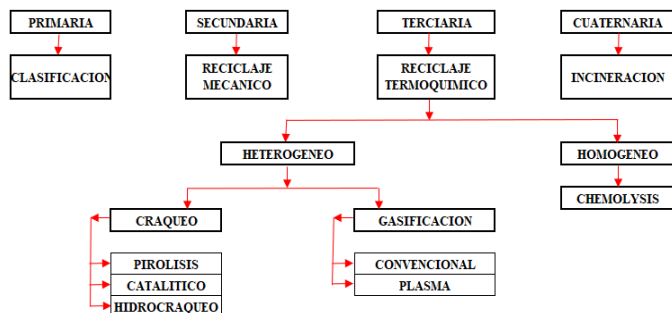 PRIMARIA
SECUNDARIA
TERCIARIA
CUATERNARIA
CLASIFICACION
RECICLAJE
MECANICO
RECICLAJE
TERMOQUIMICO
INCINERACION
HETEROGENEO
HOMOGENEO
CHEMOLYSIS
CRAQUEO
GASIFICACION
PIROLISIS
CATALITICO
HIDROCRAQUEO
CONVENCIONAL
PLASMA